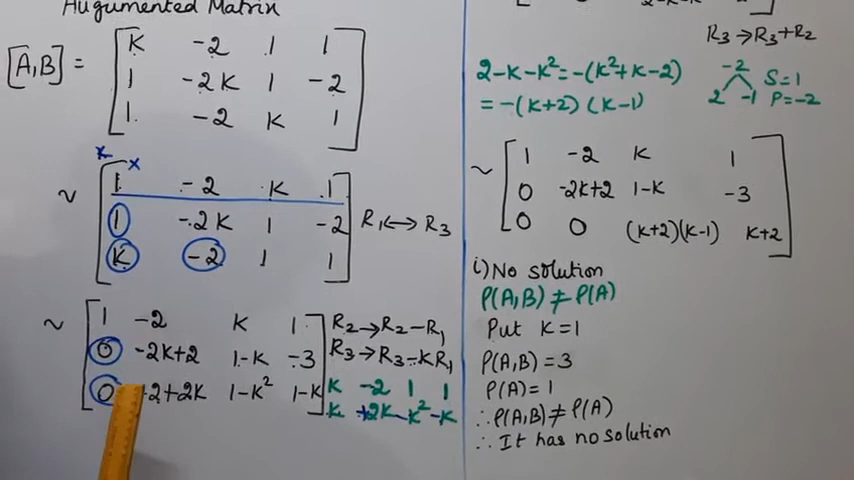 Augumented Matrix
[A,B] =
K -2 1 1
1 -2K 1 -2
1 -2 K 1
~
1 -2 K 1
1 -2K 1 -2
K -2 1 1
R1 ↔ R3
~
1 -2 K 1
0 -2K+2 1-K -3
0 -2+2K 1-K² 1-K
R2→R2-R1
R3→R3-KR1
K -2 1 1
K +2K -K² -K
R3→R3+R2
2-K-K²=-(K²+K-2)
=-(K+2)(K-1)
-2
2 -1
S=1
P=-2
~
1 -2 K 1
0 -2K+2 1-K -3
0 0 (K+2)(K-1) K+2
i) No solution
ρ(A,B) ≠ ρ(A)
Put K=1
ρ(A,B) = 3
ρ(A) = 1
∴ρ(A,B) ≠ ρ(A)
∴ It has no solution